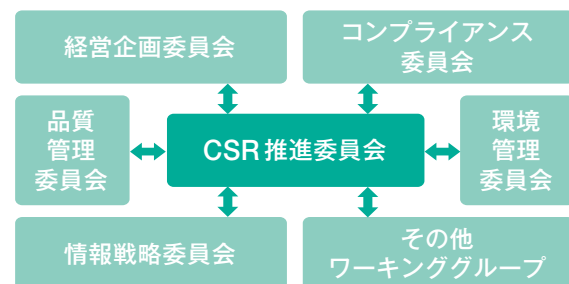 経営企画委員会
コンプライアンス
委員会
品質
管理
委員会
CSR推進委員会
環境
管理
委員会
情報戦略委員会
その他
ワーキンググループ